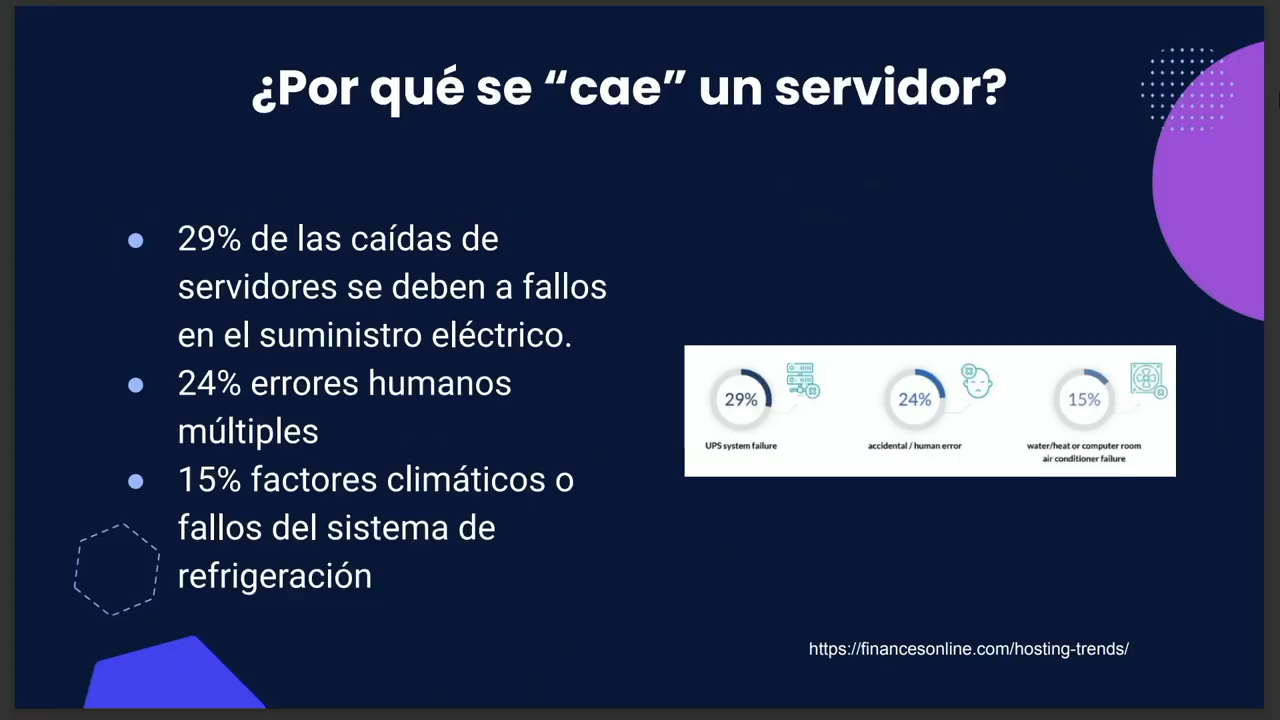 ¿Por qué se “cae” un servidor?
29% de las caídas de
servidores se deben a fallos
en el suministro eléctrico.
24% errores humanos
múltiples
15% factores climáticos o
fallos del sistema de
refrigeración
29%
UPS system failure
24%
accidental / human error
15%
water/heat or computer room
air conditioner failure
https://financesonline.com/hosting-trends/